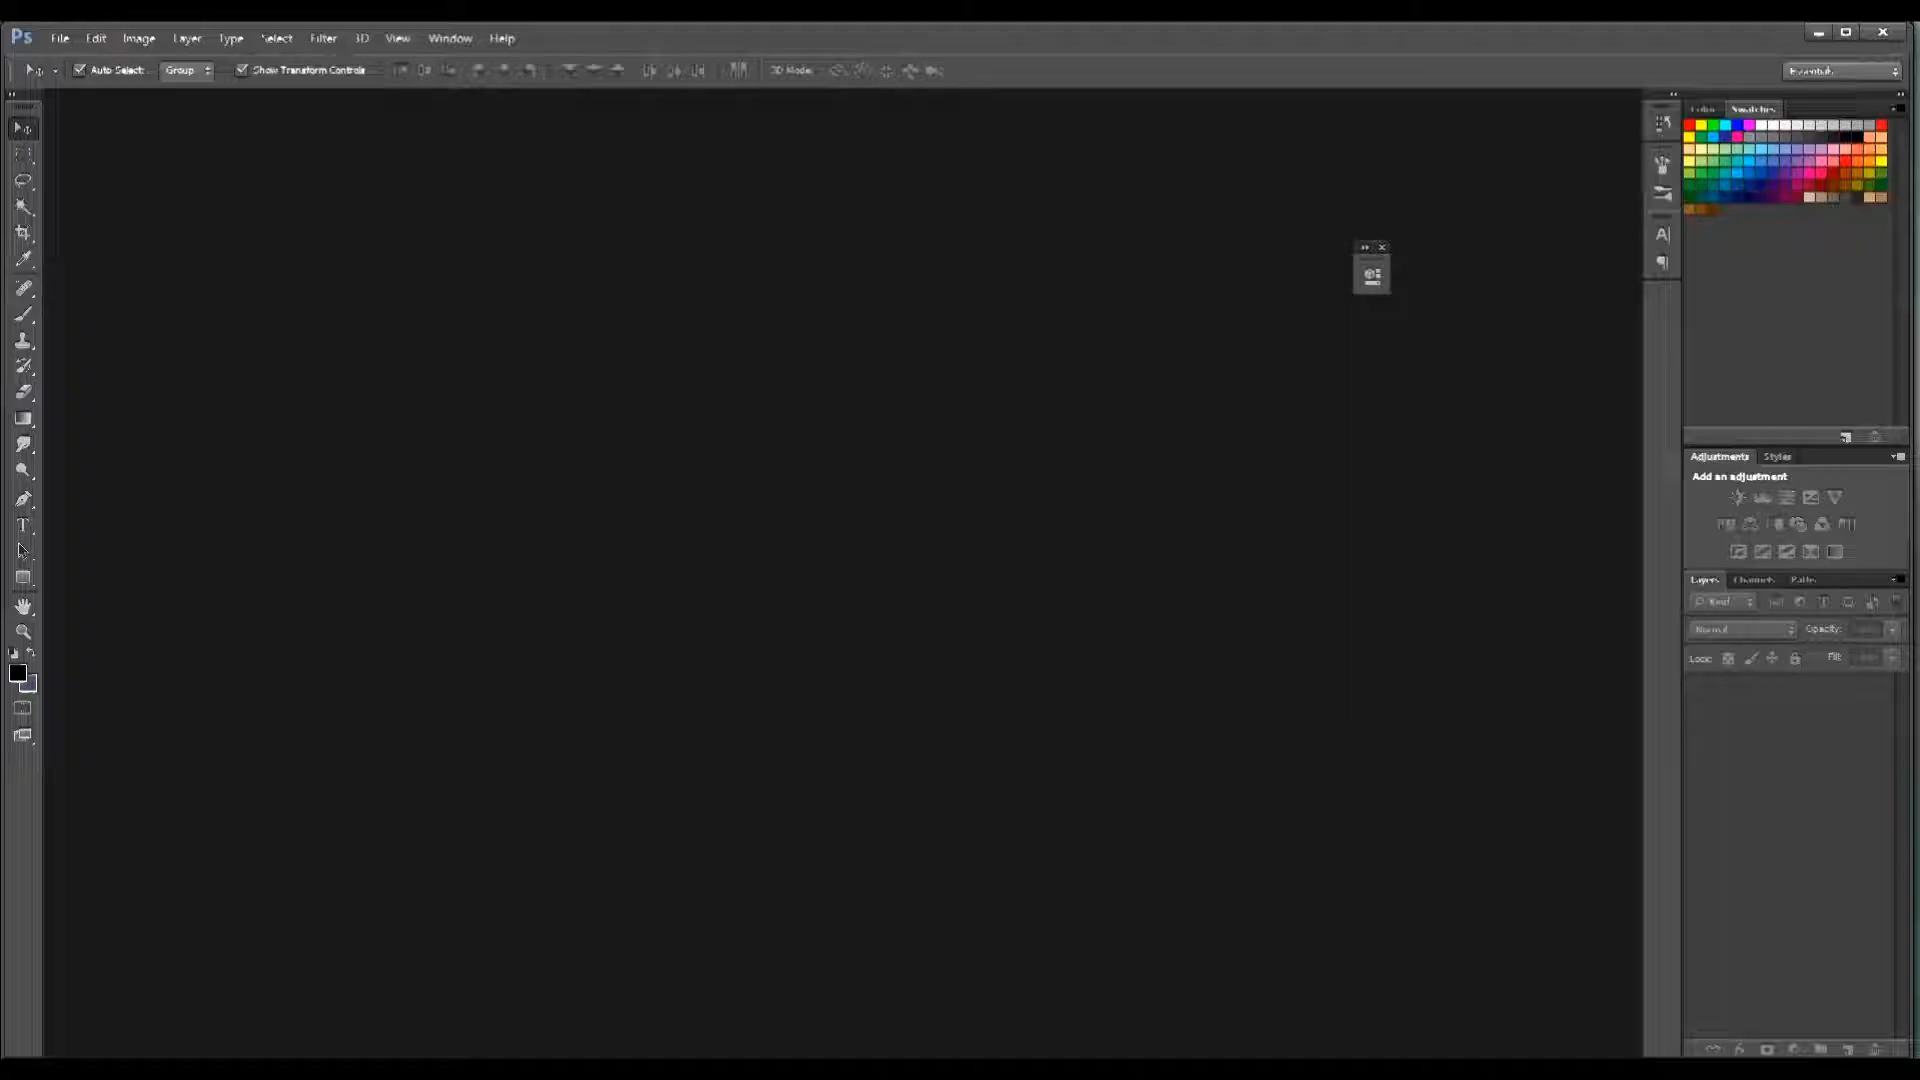 Ps File Edit Image Layer Type Select Filter 3D View Window Help
Auto Select: Group Show Transform Controls 3D Mode: Essentials
Color Swatches
Adjustments Styles
Add an adjustment
Layers Channels Paths
Kind
Normal Opacity:
Lock: Fill: